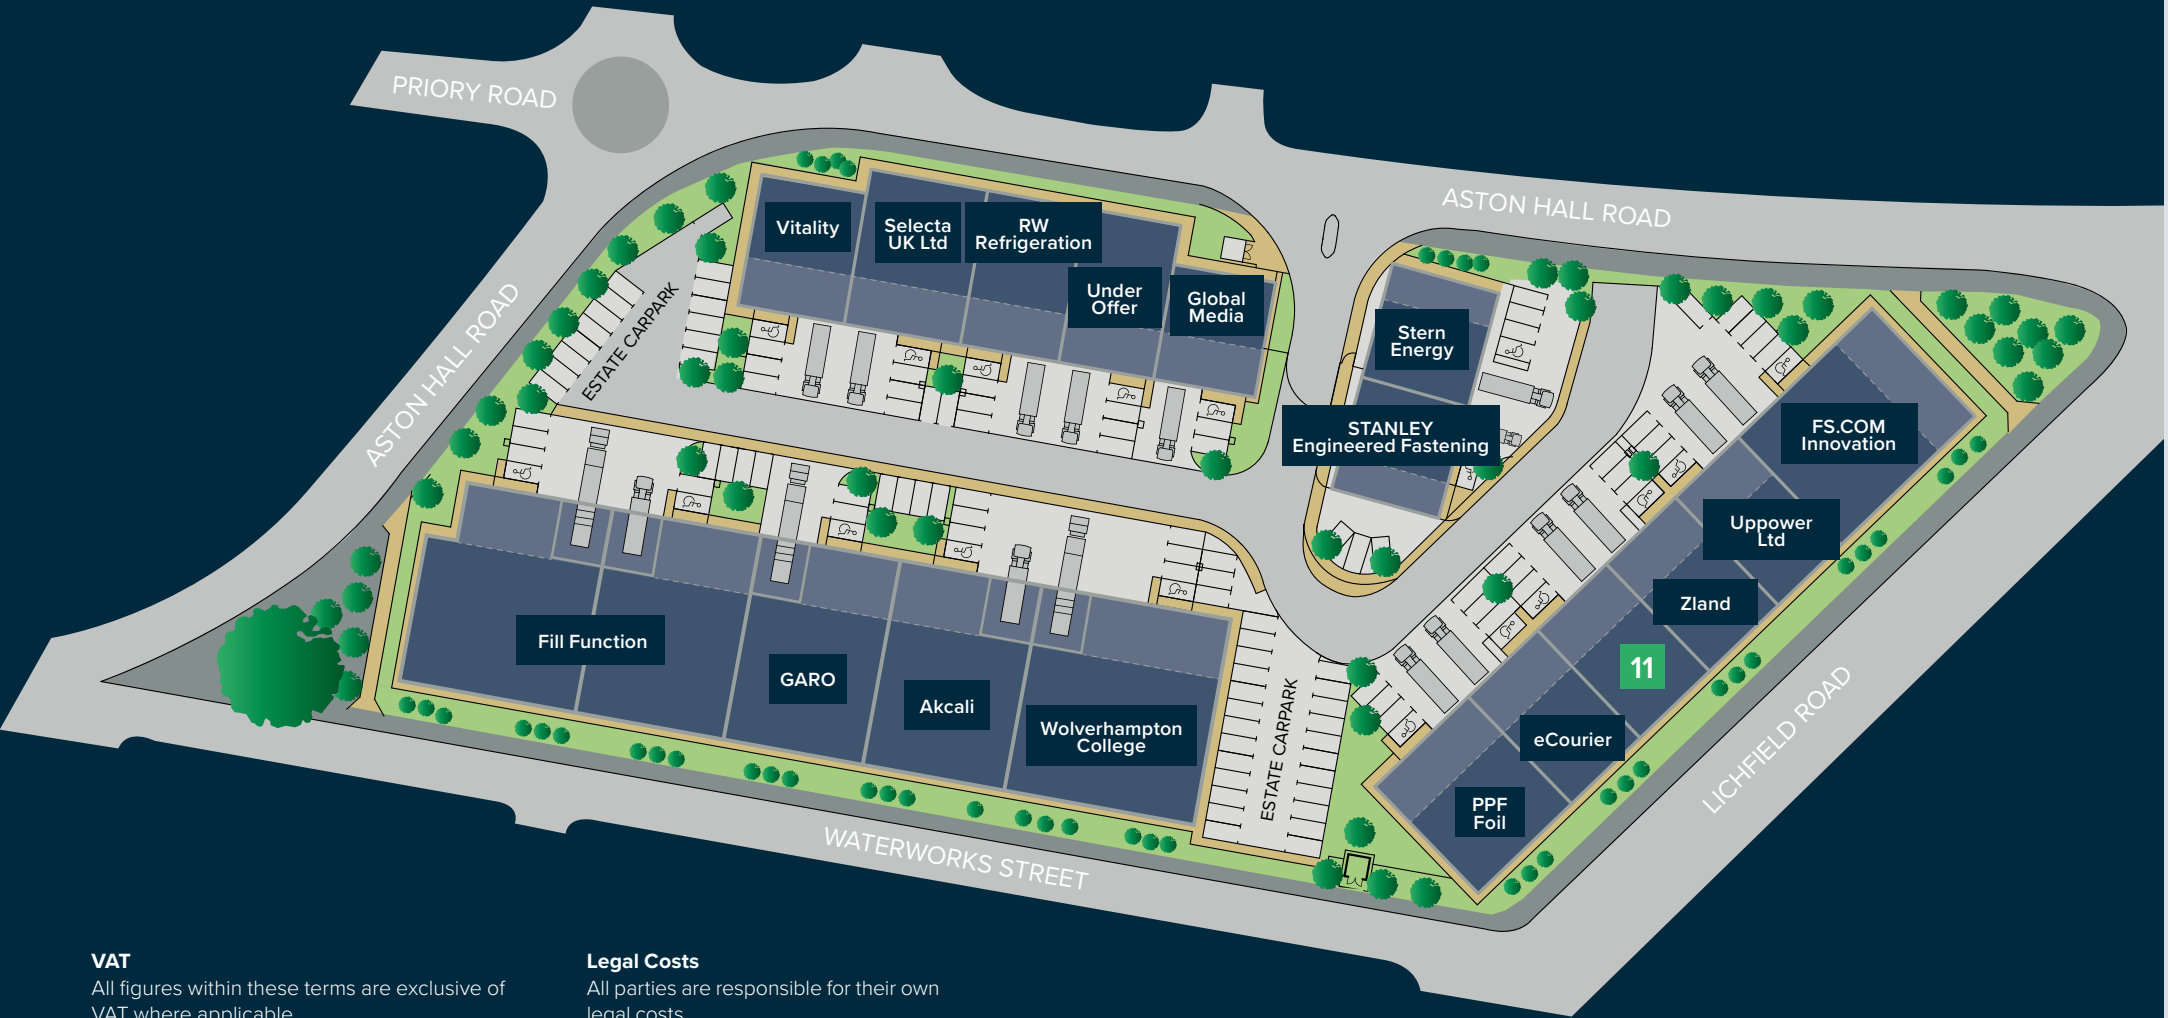 PRIORY ROAD
ASTON HALL ROAD
ASTON HALL ROAD
ESTATE CARPARK
Vitality
Selecta
UK Ltd
RW
Refrigeration
Under
Offer
Global
Media
Stern
Energy
STANLEY
Engineered Fastening
FS.COM
Innovation
Uppower
Ltd
Zland
11
eCourier
PPF
Foil
Fill Function
GARO
Akcali
Wolverhampton
College
ESTATE CARPARK
LICHFIELD ROAD
WATERWORKS STREET
VAT
All figures within these terms are exclusive of
VAT where applicable
Legal Costs
All parties are responsible for their own
legal costs